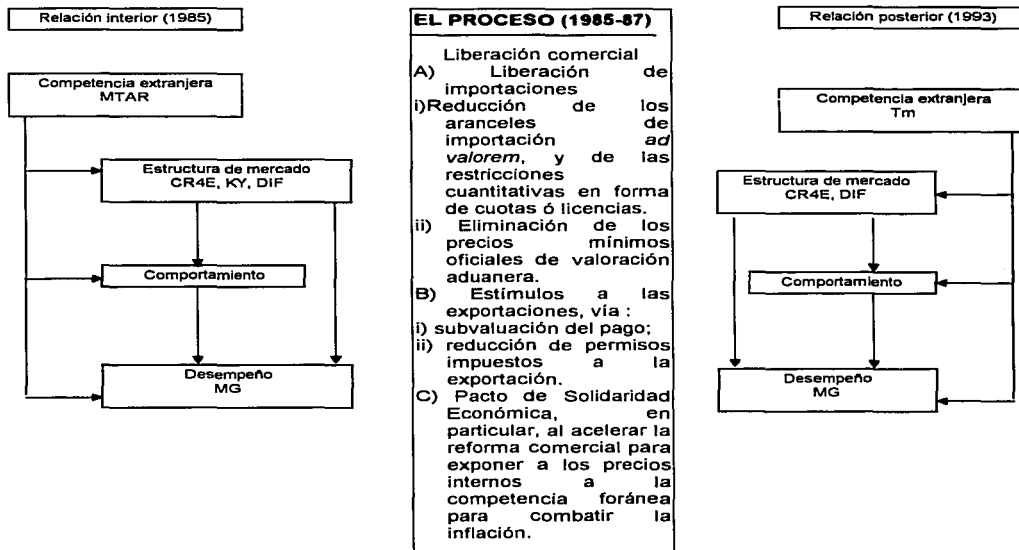 Relación interior (1985)
Competencia extranjera
MTAR
Estructura de mercado
CR4E, KY, DIF
Comportamiento
Desempeño
MG
EL PROCESO (1985-87)
Liberación comercial
A) Liberación de
importaciones
i)Reducción de los
aranceles de
importación ad
valorem, y de las
restricciones
cuantitativas en forma
de cuotas ó licencias.
ii) Eliminación de los
precios mínimos
oficiales de valoración
aduanera.
B) Estímulos a las
exportaciones, vía :
i) subvaluación del pago;
ii) reducción de permisos
impuestos a la
exportación.
C) Pacto de Solidaridad
Económica, en
particular, al acelerar la
reforma comercial para
exponer a los precios
internos a la
competencia foránea
para combatir la
inflación.
Relación posterior (1993)
Competencia extranjera
Tm
Estructura de mercado
CR4E, DIF
Comportamiento
Desempeño
MG